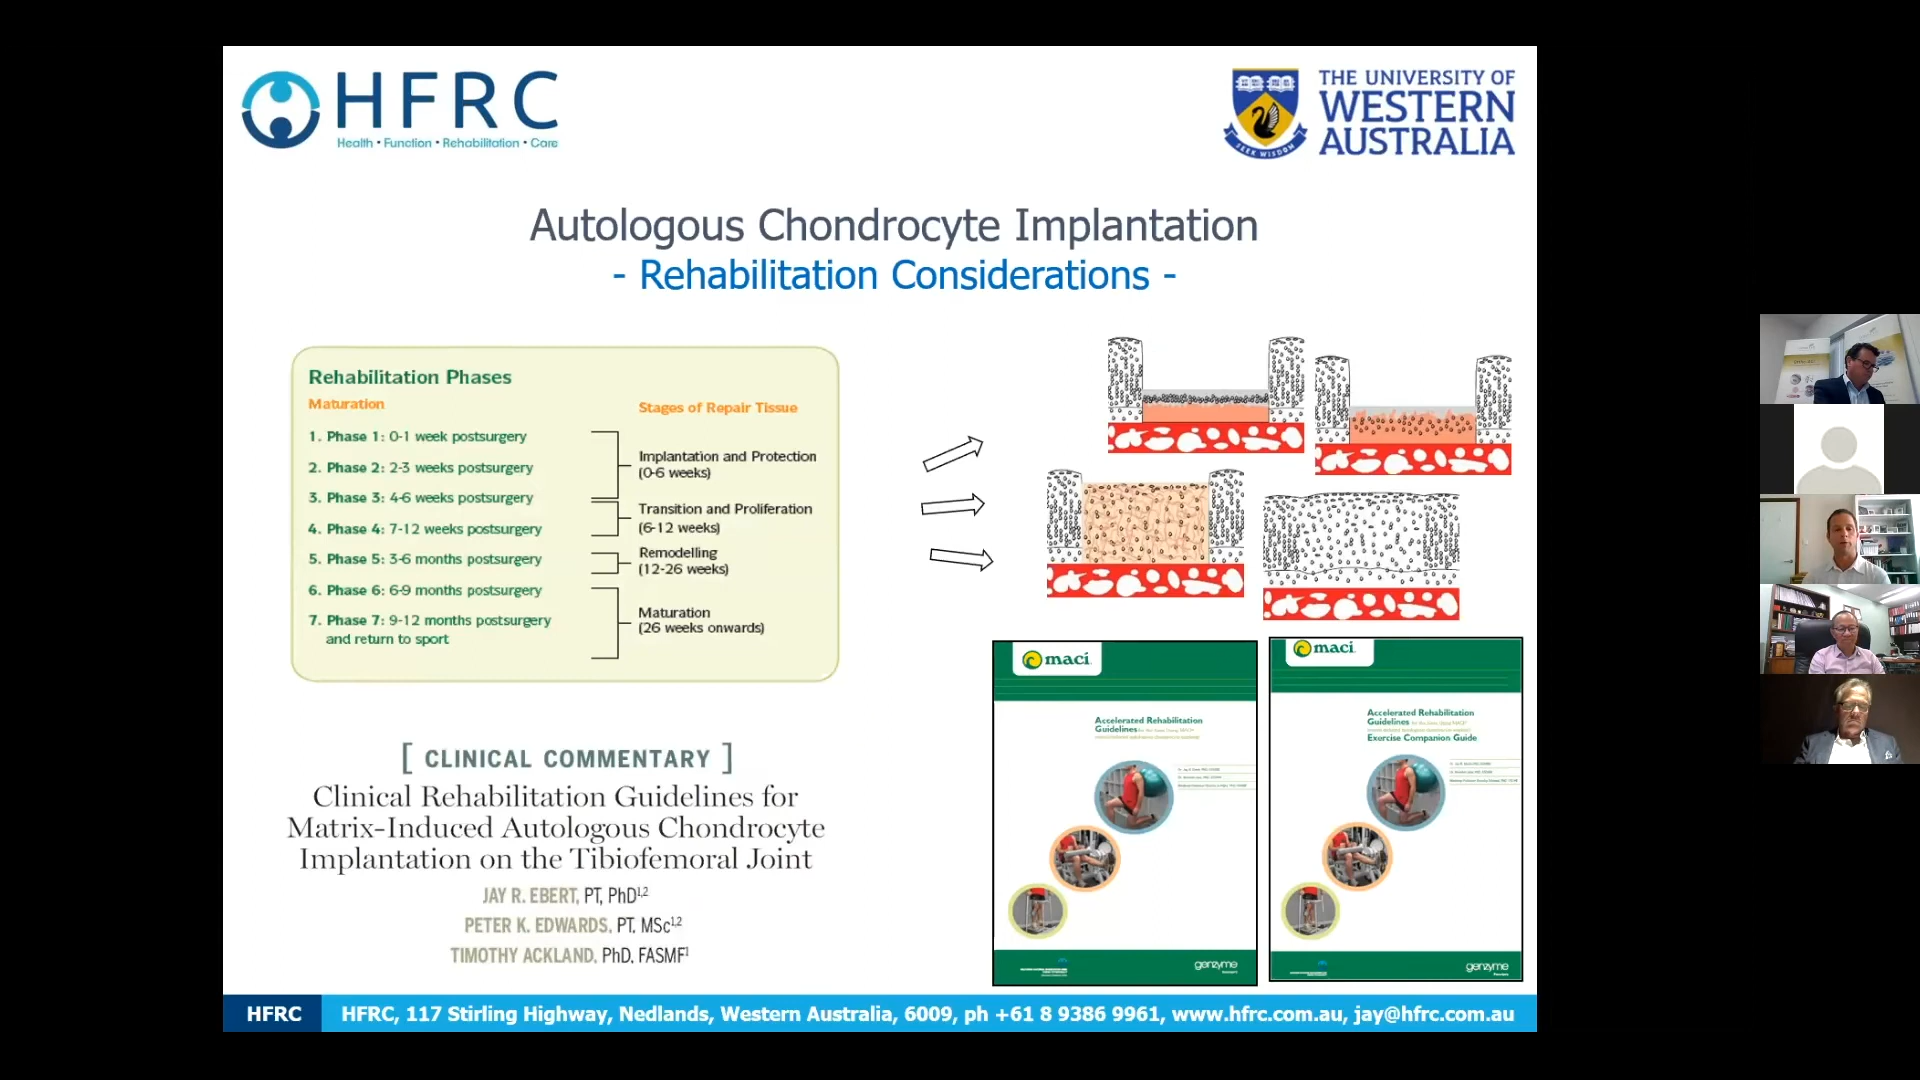 HFRC
Health • Function • Rehabilitation • Care
THE UNIVERSITY OF
WESTERN
AUSTRALIA
SEEK WISDOM
Autologous Chondrocyte Implantation
- Rehabilitation Considerations -
Rehabilitation Phases
Maturation
Stages of Repair Tissue
1. Phase 1: 0-1 week postsurgery
2. Phase 2: 2-3 weeks postsurgery
3. Phase 3: 4-6 weeks postsurgery
4. Phase 4: 7-12 weeks postsurgery
5. Phase 5: 3-6 months postsurgery
6. Phase 6: 6-9 months postsurgery
7. Phase 7: 9-12 months postsurgery
and return to sport
Implantation and Protection
(0-6 weeks)
Transition and Proliferation
(6-12 weeks)
Remodelling
(12-26 weeks)
Maturation
(26 weeks onwards)
[ CLINICAL COMMENTARY ]
Clinical Rehabilitation Guidelines for
Matrix-Induced Autologous Chondrocyte
Implantation on the Tibiofemoral Joint
JAY R. EBERT, PT, PhD1,2
PETER K. EDWARDS, PT, MSc1,2
TIMOTHY ACKLAND, PhD, FASMF1
maci
Accelerated Rehabilitation
Guidelines
genzyme
maci
Accelerated Rehabilitation
Guidelines
Exercise Companion Guide
genzyme
HFRC
HFRC, 117 Stirling Highway, Nedlands, Western Australia, 6009, ph +61 8 9386 9961, www.hfrc.com.au, jay@hfrc.com.au